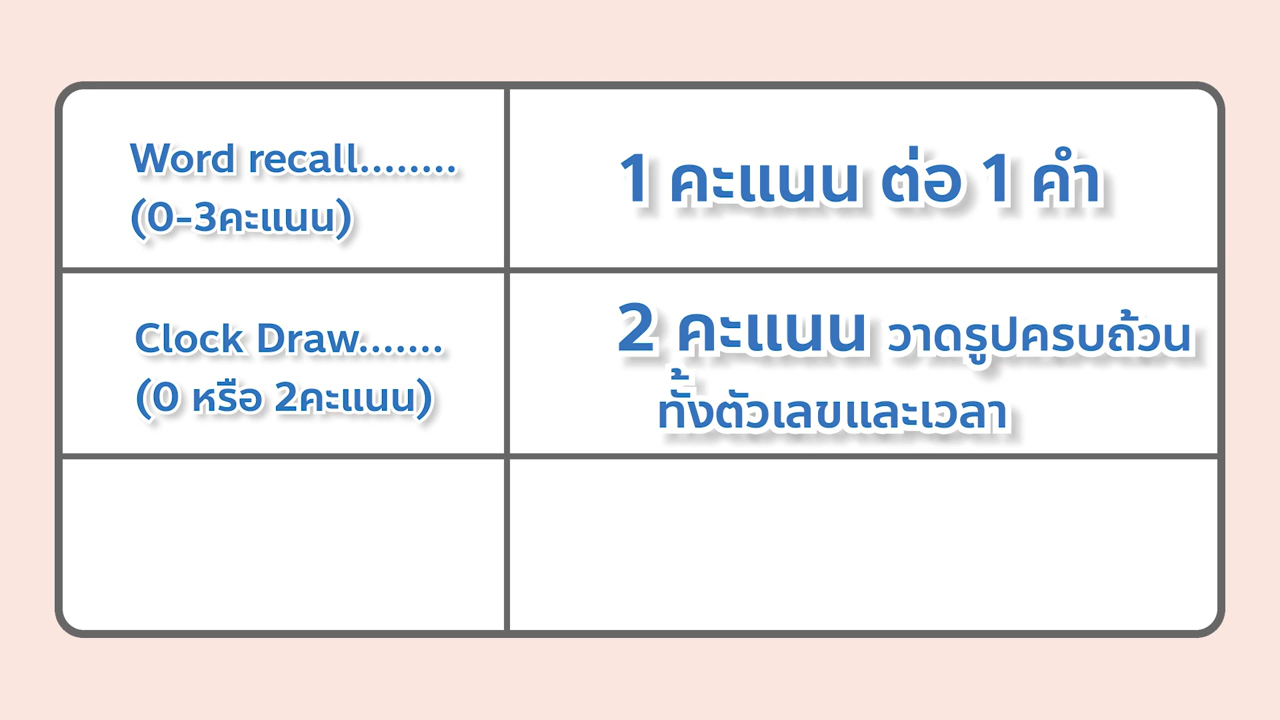 Word recall........
(0-3คะแนน)
1 คะแนน ต่อ 1 คำ
Clock Draw.......
(0 หรือ 2คะแนน)
2 คะแนน วาดรูปครบถ้วน
ทั้งตัวเลขและเวลา